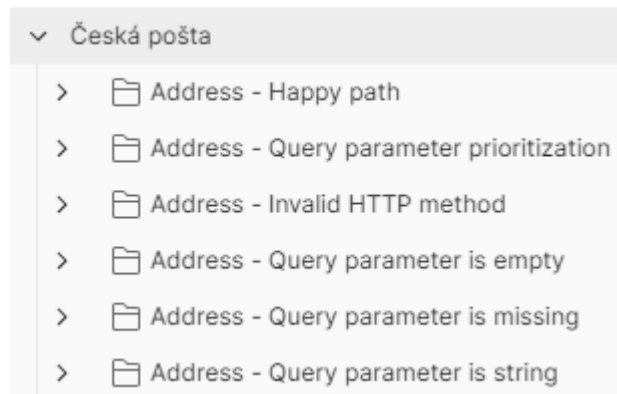 Česká pošta
Address - Happy path
Address - Query parameter prioritization
Address - Invalid HTTP method
Address - Query parameter is empty
Address - Query parameter is missing
Address - Query parameter is string